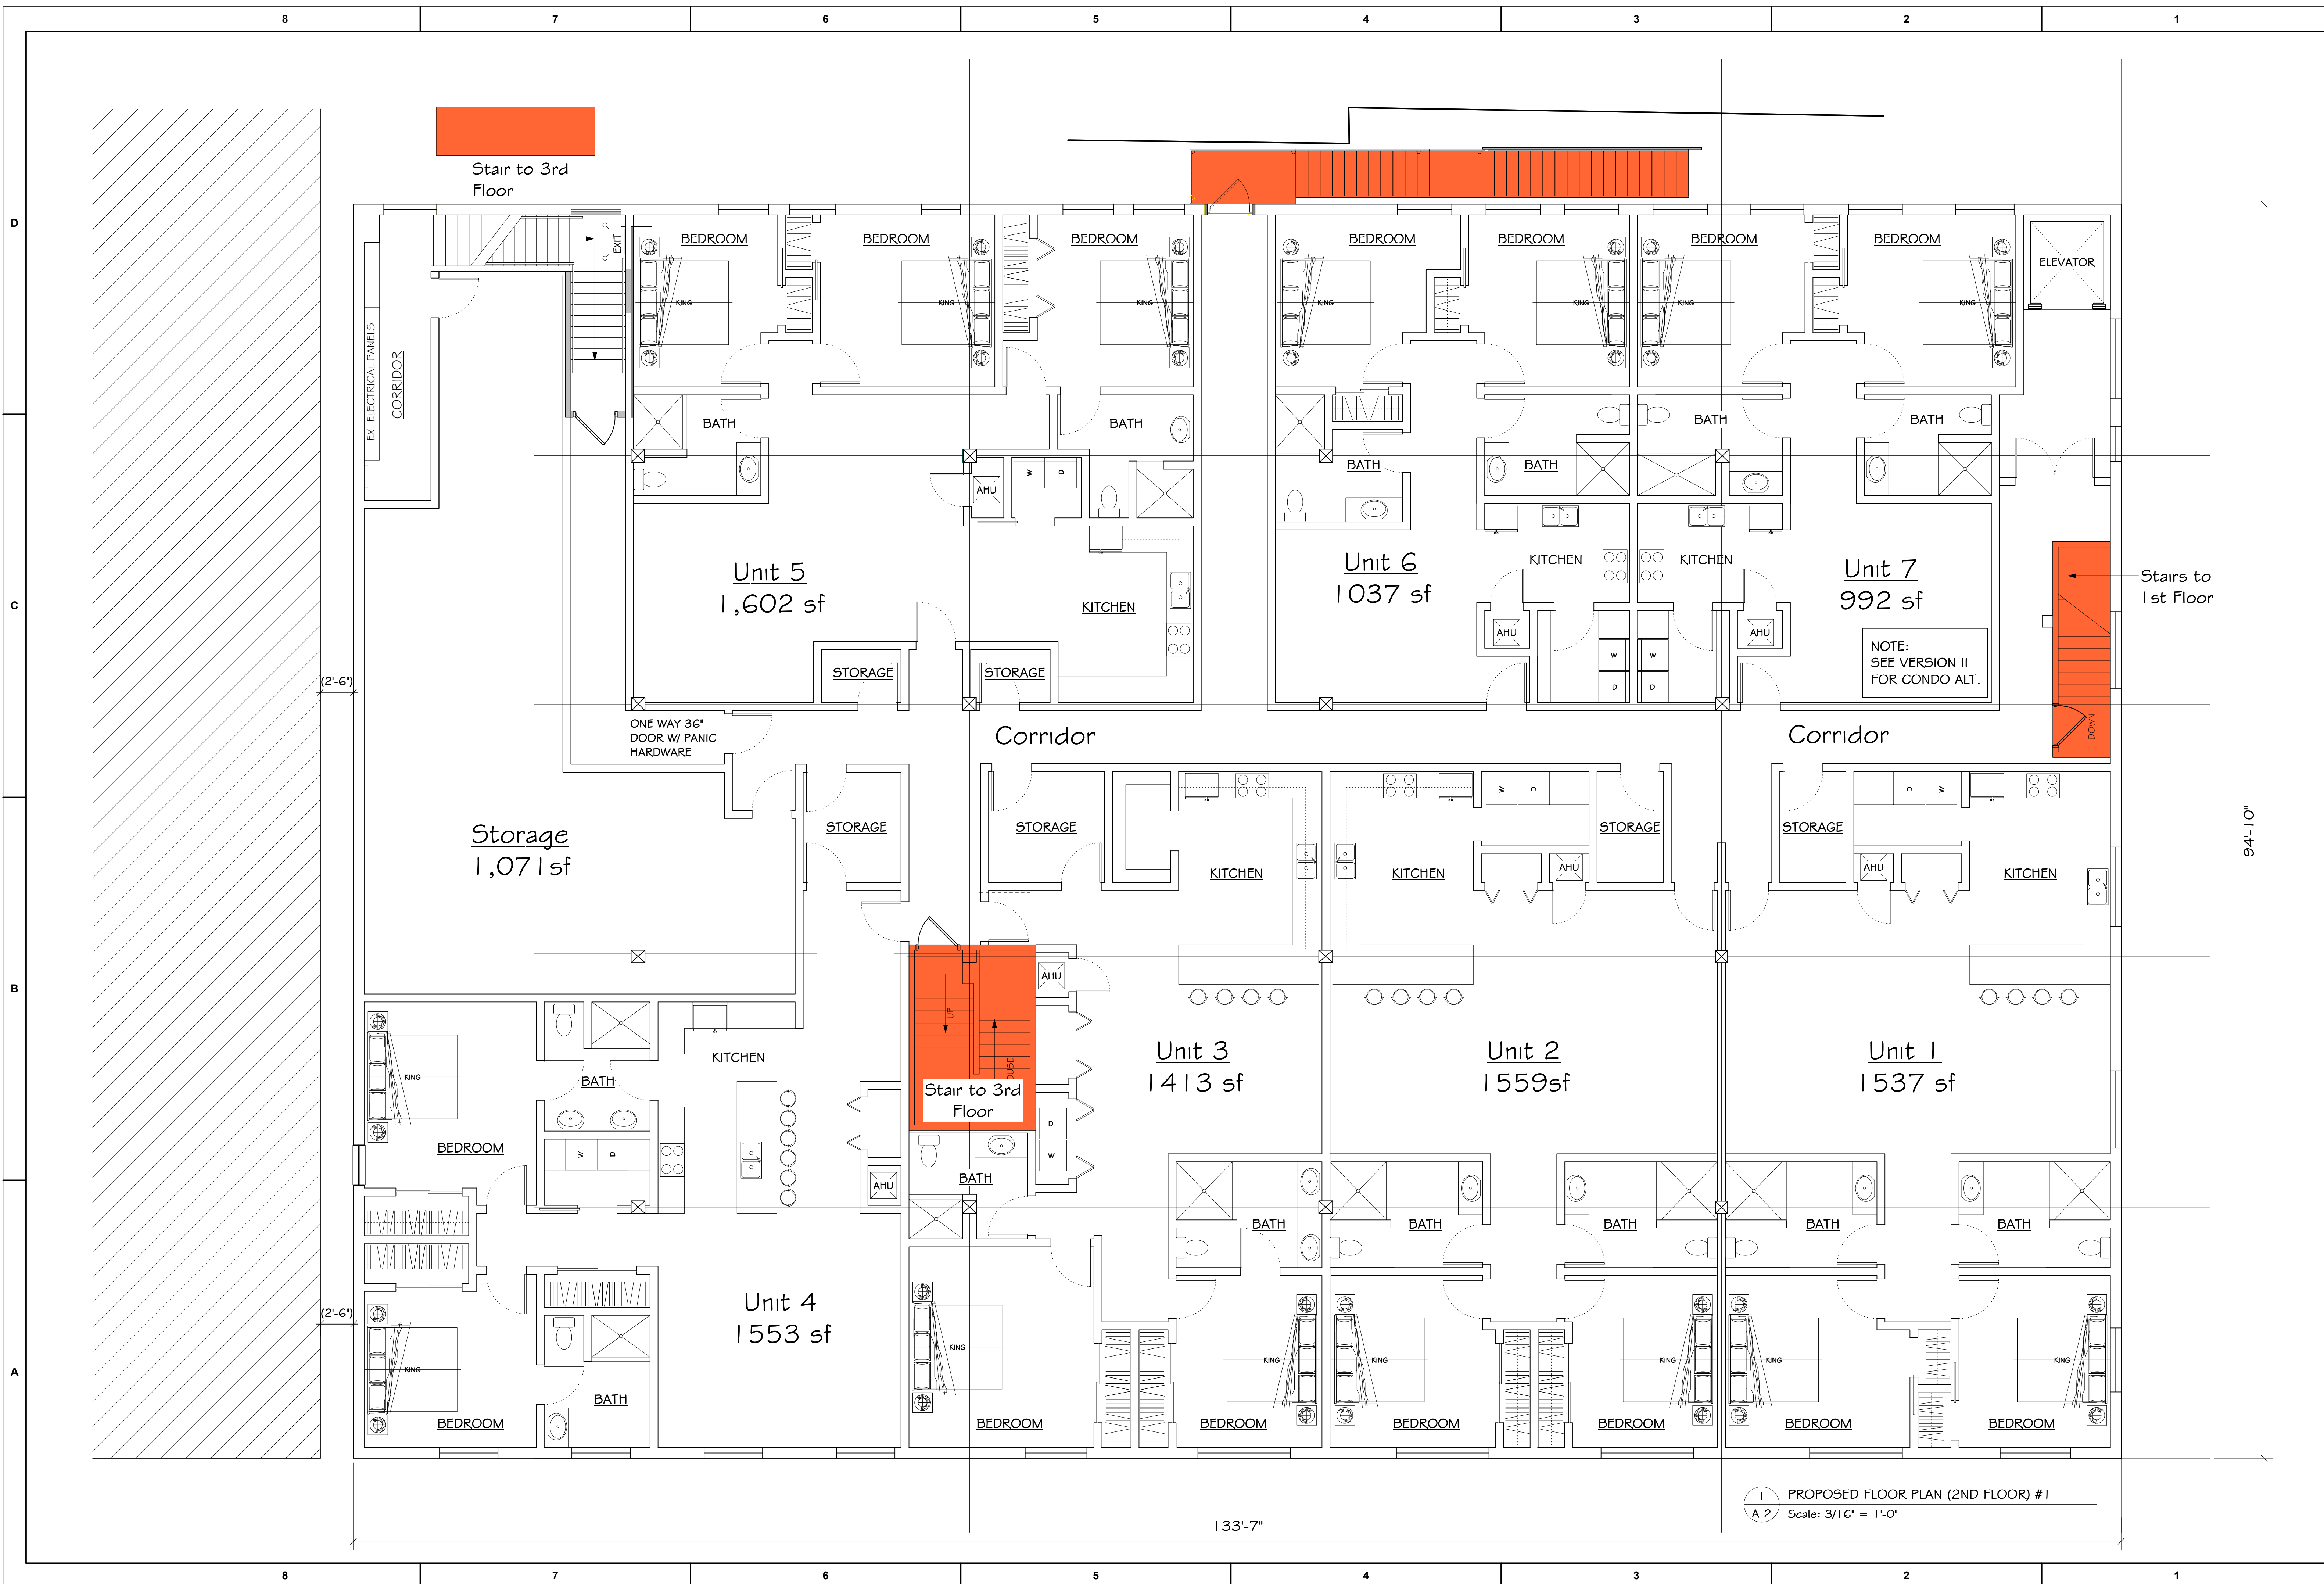 8 7 6 5 4 3 2 1
D
C
B
A
Stair to 3rd
Floor
EXIT
EX. ELECTRICAL PANELS
CORRIDOR
BEDROOM
KING
BEDROOM
KING
BEDROOM
KING
BEDROOM
KING
BEDROOM
KING
BEDROOM
KING
BEDROOM
KING
ELEVATOR
BATH
BATH
BATH
BATH
BATH
BATH
AHU
W
D
Unit 5
1,602 sf
KITCHEN
STORAGE
STORAGE
Unit 6
1037 sf
KITCHEN
AHU
W
D
KITCHEN
AHU
W
D
Unit 7
992 sf
NOTE:
SEE VERSION II
FOR CONDO ALT.
Stairs to
1st Floor
DOWN
(2'-6")
ONE WAY 36"
DOOR W/ PANIC
HARDWARE
Corridor
Corridor
94'-10"
Storage
1,071sf
STORAGE
STORAGE
KITCHEN
KITCHEN
W
D
STORAGE
AHU
STORAGE
D
W
AHU
KITCHEN
UP
Stair to 3rd
Floor
AHU
D
W
Unit 3
1413 sf
Unit 2
1559sf
Unit 1
1537 sf
KING
BEDROOM
BATH
W
D
KITCHEN
AHU
BATH
BATH
BATH
BATH
BATH
BATH
(2'-6")
Unit 4
1553 sf
KING
BEDROOM
BATH
KING
BEDROOM
KING
BEDROOM
KING
BEDROOM
KING
BEDROOM
KING
BEDROOM
KING
BEDROOM
133'-7"
1
A-2
PROPOSED FLOOR PLAN (2ND FLOOR) #1
Scale: 3/16" = 1'-0"
8 7 6 5 4 3 2 1